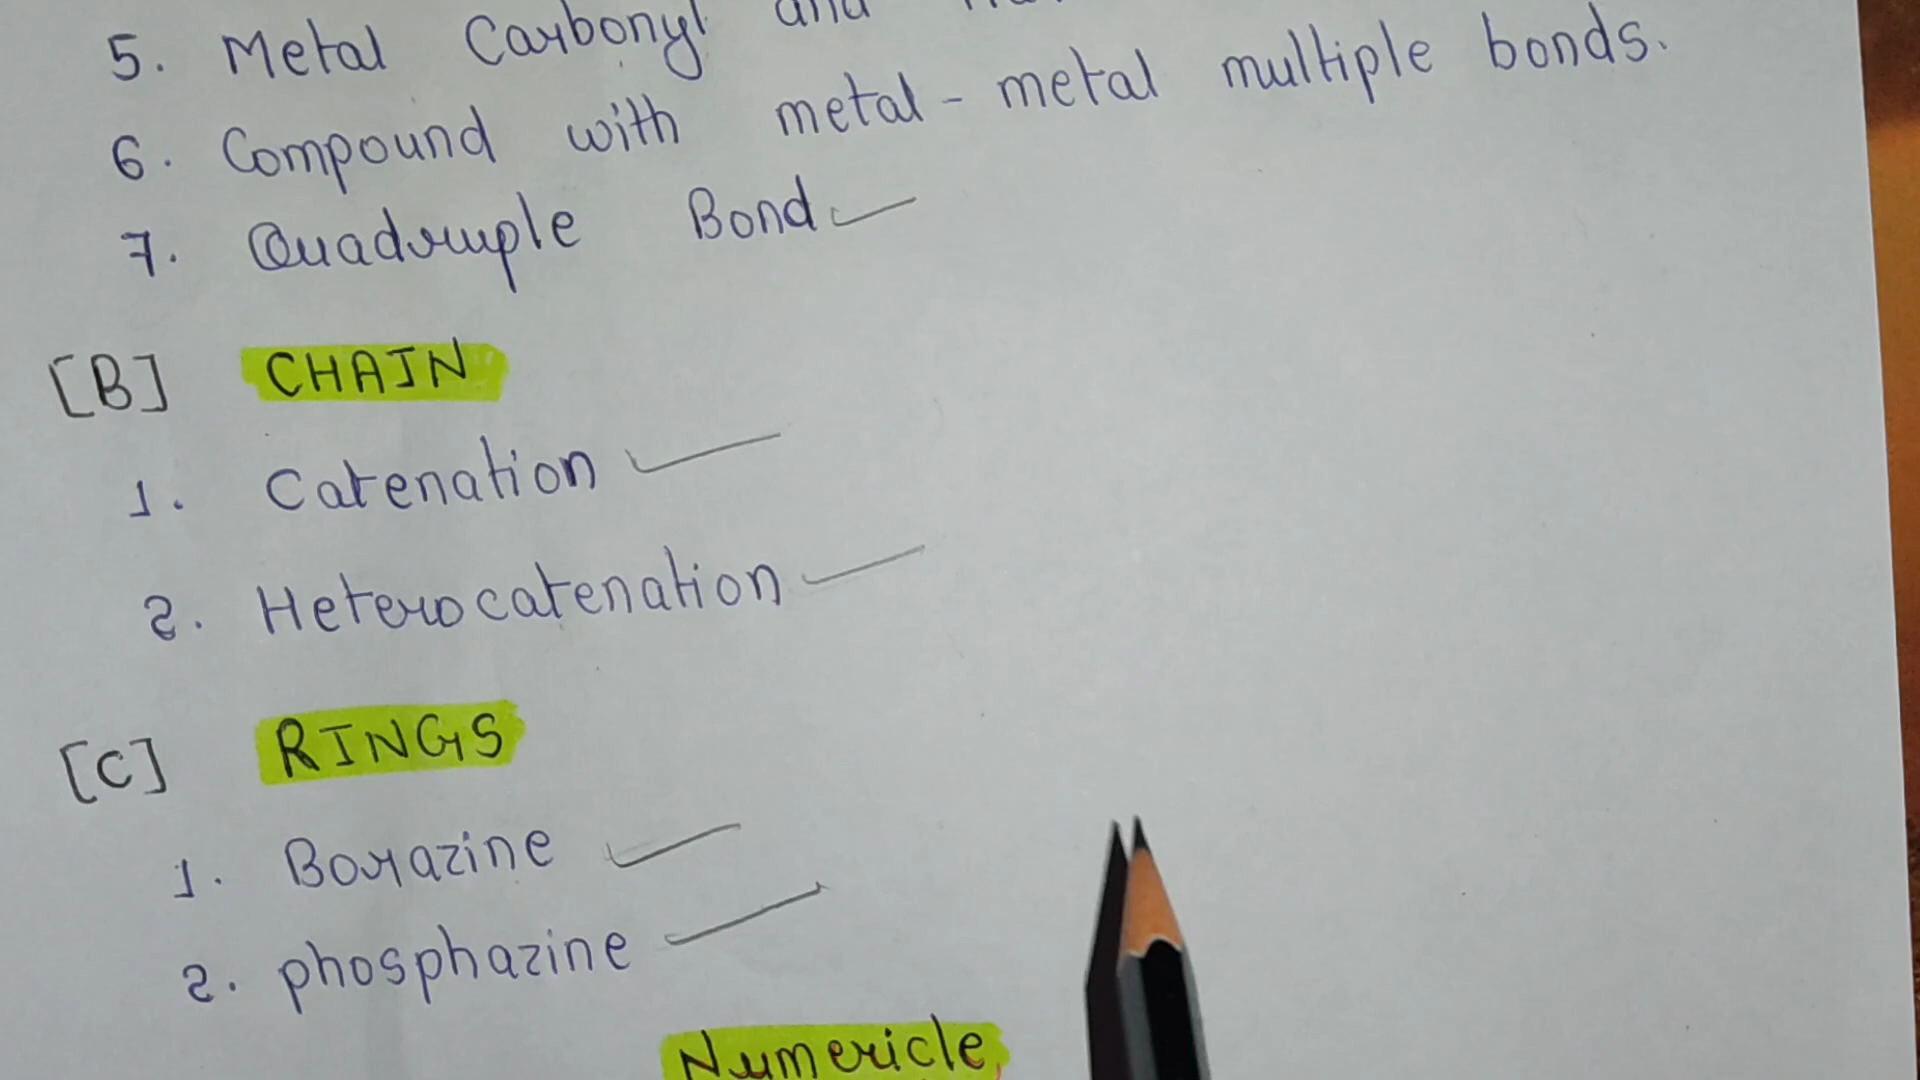 5. Metal Carbonyl and
6. Compound with metal - metal multiple bonds.
7. Quadruple Bond
[B] CHAIN
1. Catenation
2. Heterocatenation
[C] RINGS
1. Borazine
2. phosphazine
Numericle